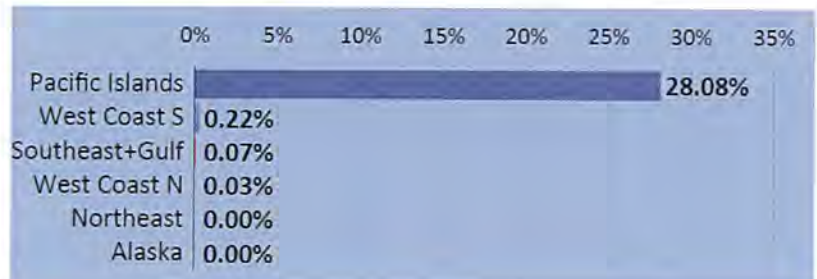 0% 5% 10% 15% 20% 25% 30% 35%
Pacific Islands 28.08%
West Coast S 0.22%
Southeast+Gulf 0.07%
West Coast N 0.03%
Northeast 0.00%
Alaska 0.00%